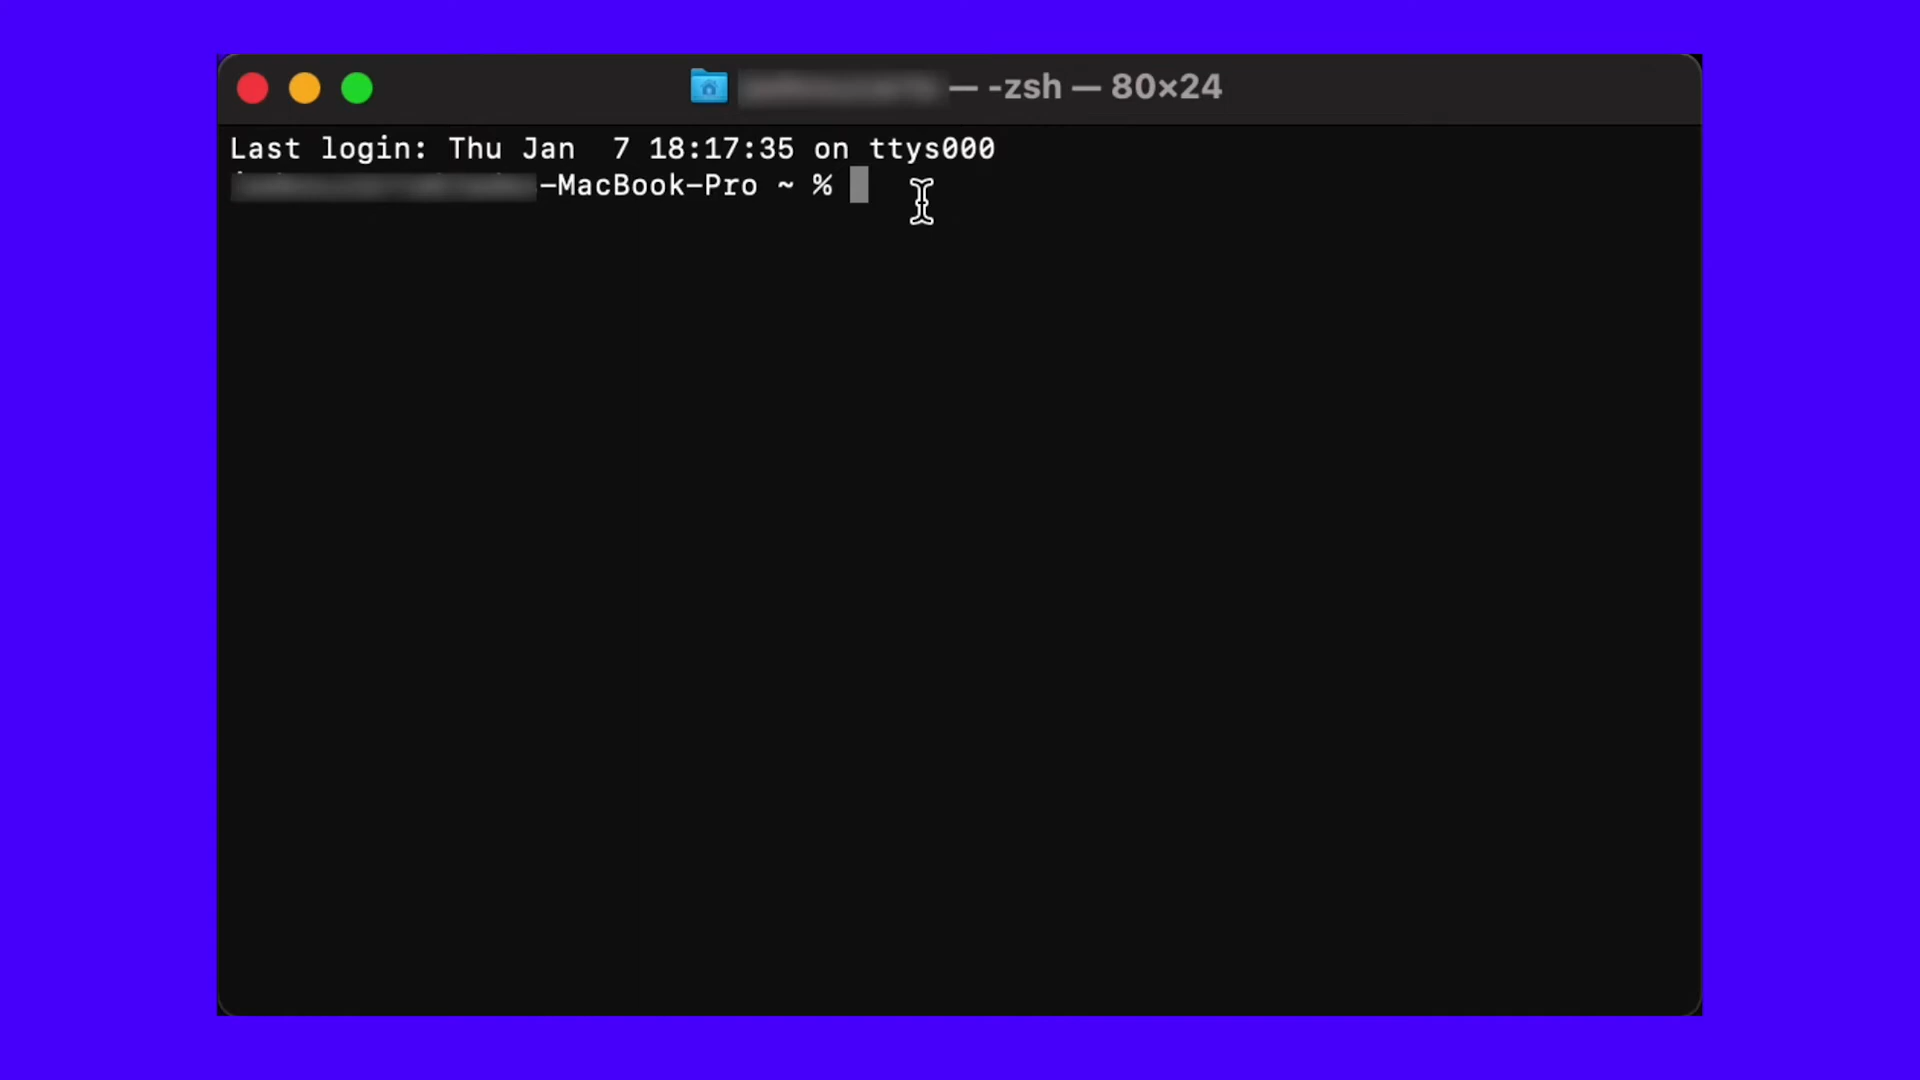 — -zsh — 80×24
Last login: Thu Jan  7 18:17:35 on ttys000
-MacBook-Pro ~ %